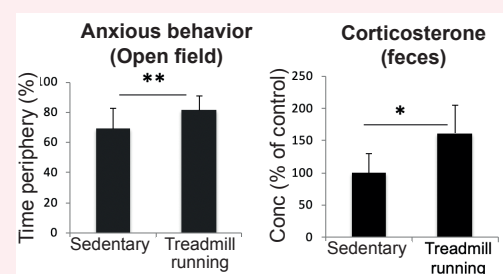 Anxious behavior
(Open field)
**
Time periphery (%)
100
80
60
40
20
0
Sedentary
Treadmill
running
Corticosterone
(feces)
*
Conc (% of control)
250
200
150
100
50
0
Sedentary
Treadmill
running